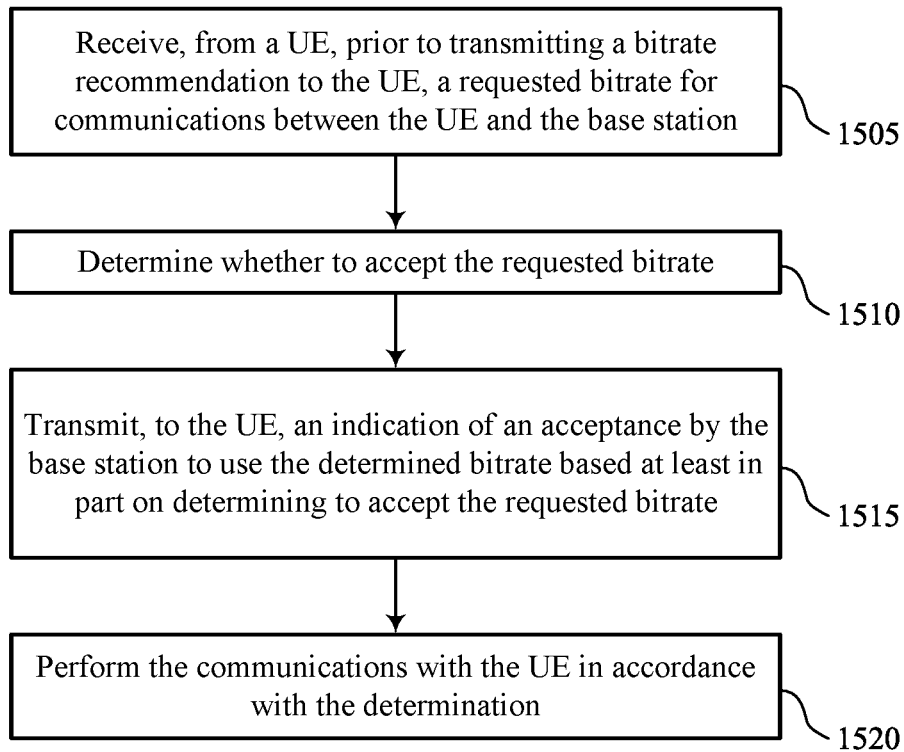 Receive, from a UE, prior to transmitting a bitrate
recommendation to the UE, a requested bitrate for
communications between the UE and the base station
1505
Determine whether to accept the requested bitrate
1510
Transmit, to the UE, an indication of an acceptance by the
base station to use the determined bitrate based at least in
part on determining to accept the requested bitrate
1515
Perform the communications with the UE in accordance
with the determination
1520